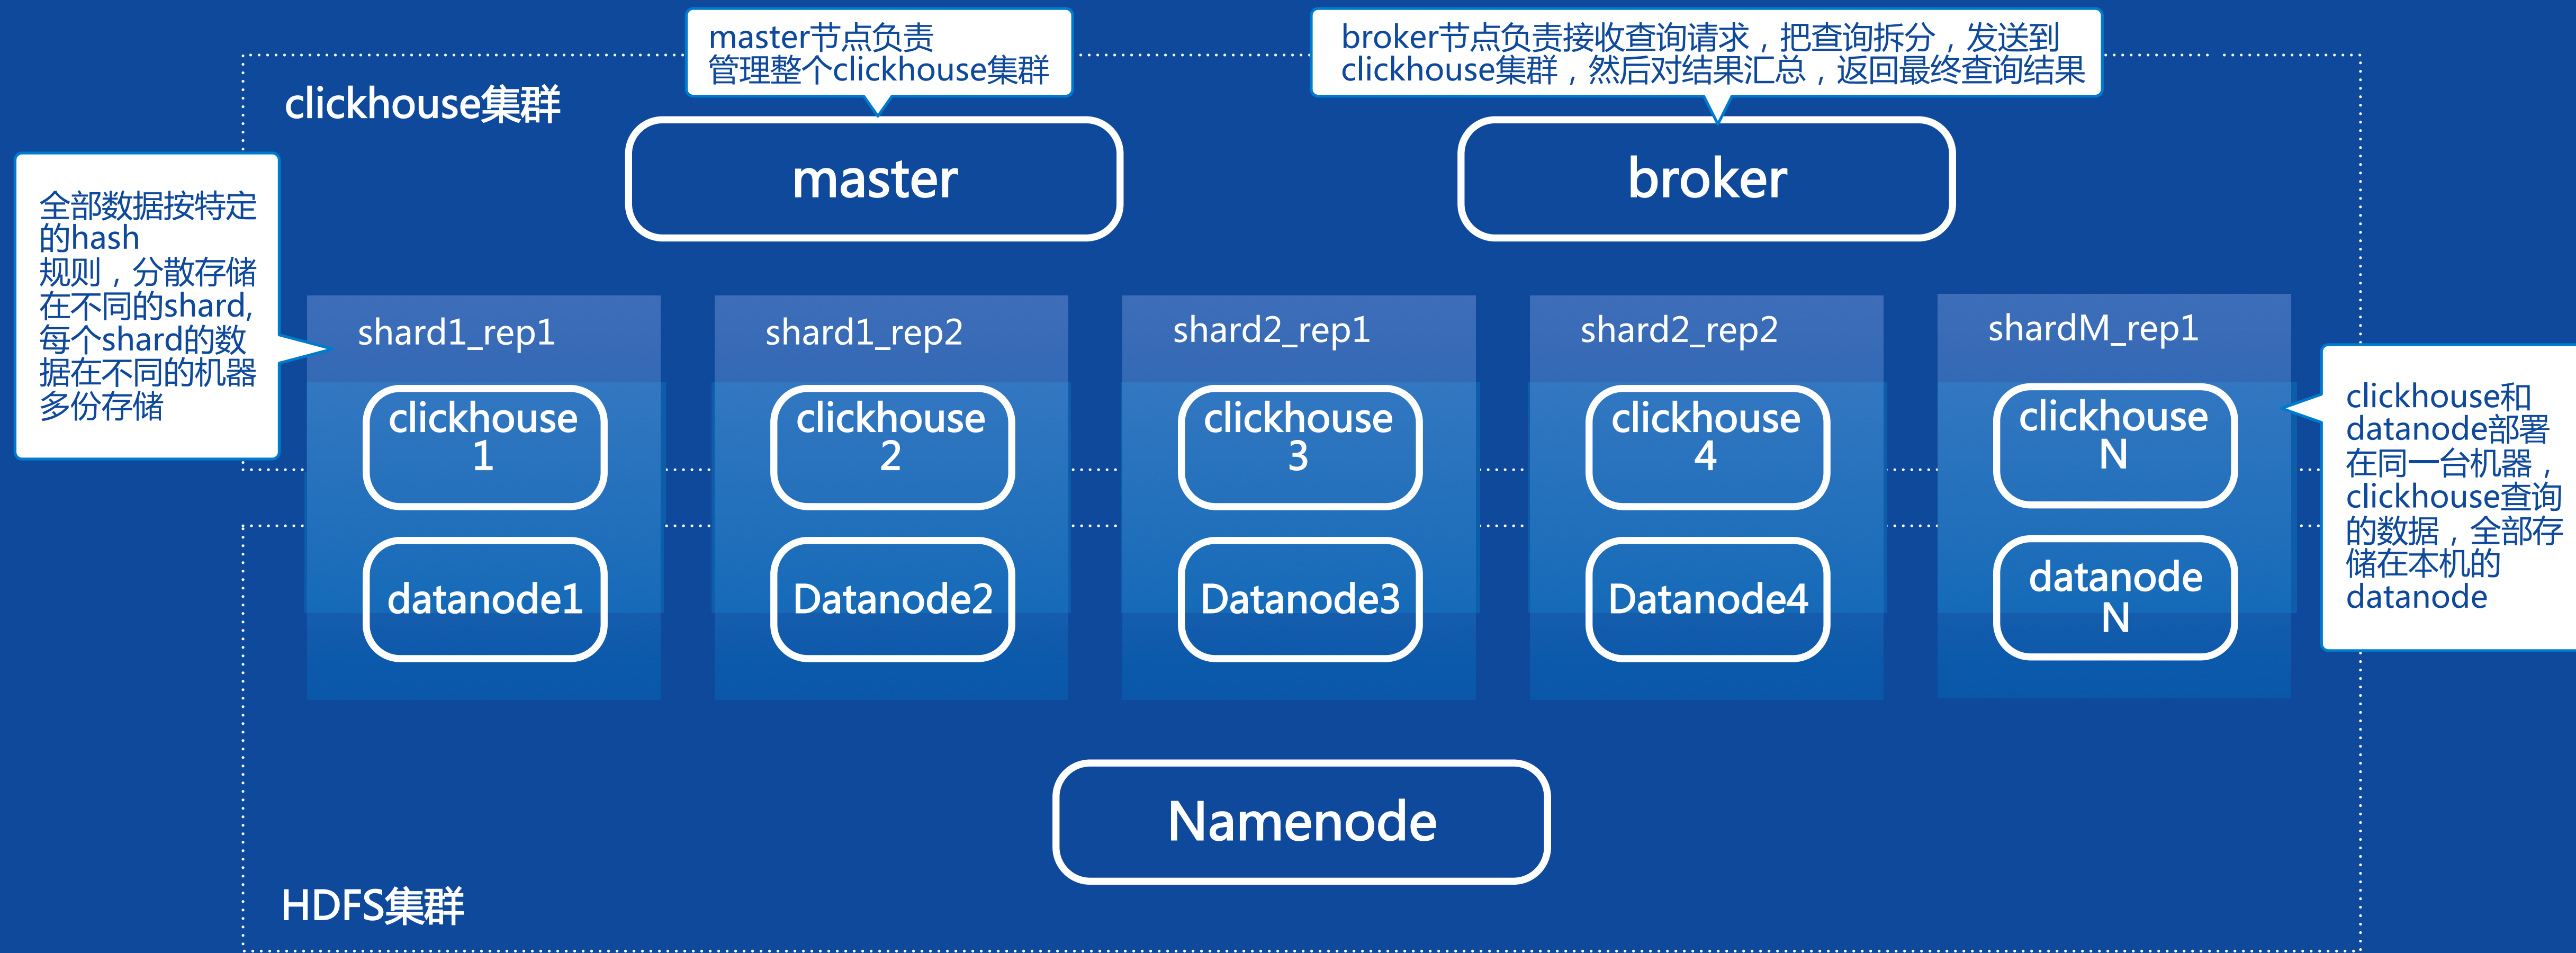 master节点负责
管理整个clickhouse集群
broker节点负责接收查询请求，把查询拆分，发送到
clickhouse集群，然后对结果汇总，返回最终查询结果
clickhouse集群
master
broker
全部数据按特定
的hash
规则，分散存储
在不同的shard,
每个shard的数
据在不同的机器
多份存储
shard1_rep1
shard1_rep2
shard2_rep1
shard2_rep2
shardM_rep1
clickhouse
1
clickhouse
2
clickhouse
3
clickhouse
4
clickhouse
N
clickhouse和
datanode部署
在同一台机器，
clickhouse查询
的数据，全部存
储在本机的
datanode
datanode1
Datanode2
Datanode3
Datanode4
datanode
N
Namenode
HDFS集群